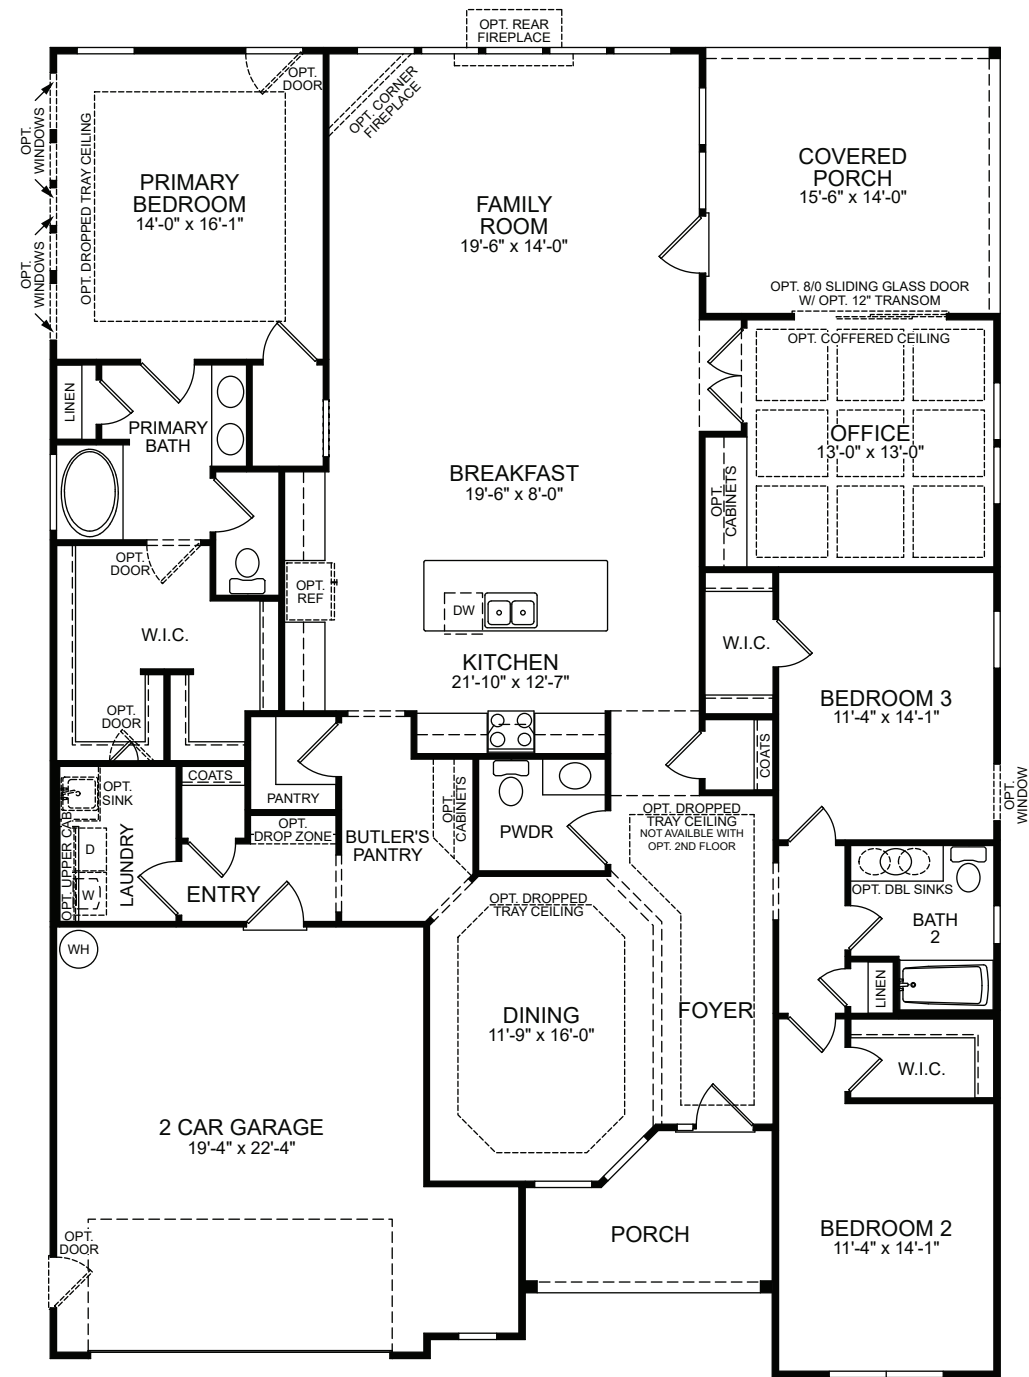 OPT. REAR
FIREPLACE
OPT.
DOOR
OPT. CORNER
FIREPLACE
OPT.
WINDOWS
OPT.
WINDOWS
OPT. DROPPED TRAY CEILING
PRIMARY
BEDROOM
14'-0" x 16'-1"
FAMILY
ROOM
19'-6" x 14'-0"
COVERED
PORCH
15'-6" x 14'-0"
OPT. 8/0 SLIDING GLASS DOOR
W/ OPT. 12" TRANSOM
OPT. COFFERED CEILING
OFFICE
13'-0" x 13'-0"
OPT.
CABINETS
LINEN
PRIMARY
BATH
BREAKFAST
19'-6" x 8'-0"
OPT.
DOOR
OPT.
REF
DW
W.I.C.
KITCHEN
21'-10" x 12'-7"
W.I.C.
BEDROOM 3
11'-4" x 14'-1"
OPT.
DOOR
COATS
OPT.
WINDOW
COATS
OPT.
SINK
PANTRY
OPT.
DROP ZONE
OPT.
CABINETS
BUTLER'S
PANTRY
PWDR
OPT. DROPPED
TRAY CEILING
NOT AVAILBLE WITH
OPT. 2ND FLOOR
OPT. UPPER CAB
D
W
LAUNDRY
ENTRY
OPT. DROPPED
TRAY CEILING
OPT. DBL SINKS
BATH
2
WH
LINEN
DINING
11'-9" x 16'-0"
FOYER
W.I.C.
2 CAR GARAGE
19'-4" x 22'-4"
OPT.
DOOR
PORCH
BEDROOM 2
11'-4" x 14'-1"